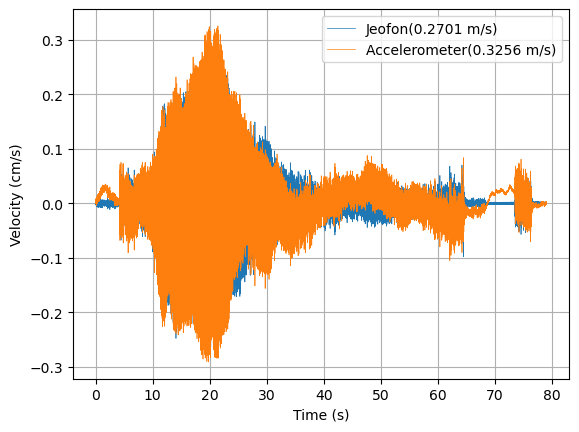 Jeofon(0.2701 m/s)
Accelerometer(0.3256 m/s)
Velocity (cm/s)
0.3
0.2
0.1
0.0
−0.1
−0.2
−0.3
0 10 20 30 40 50 60 70 80
Time (s)